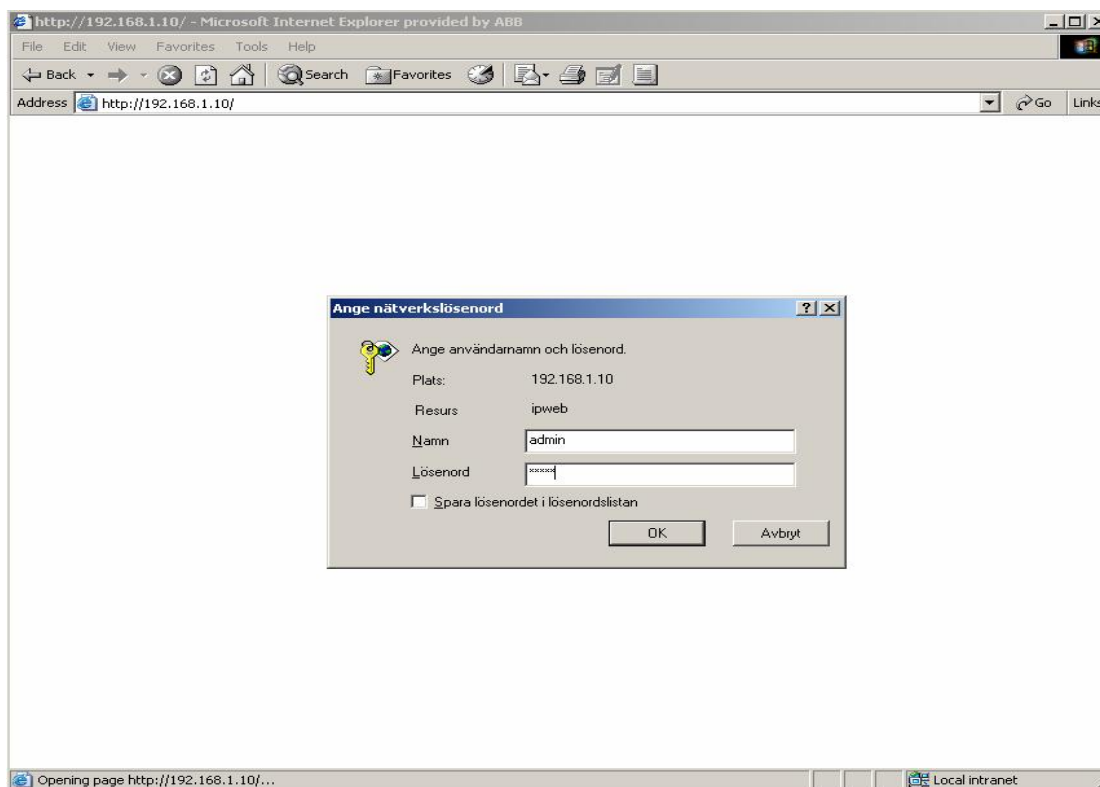 http://192.168.1.10/ - Microsoft Internet Explorer provided by ABB
File Edit View Favorites Tools Help
Back Search Favorites
Address http://192.168.1.10/ Go Links
Ange nätverkslösenord
Ange användarnamn och lösenord.
Plats: 192.168.1.10
Resurs ipweb
Namn admin
Lösenord *****
Spara lösenordet i lösenordslistan
OK Avbryt
Opening page http://192.168.1.10/... Local intranet